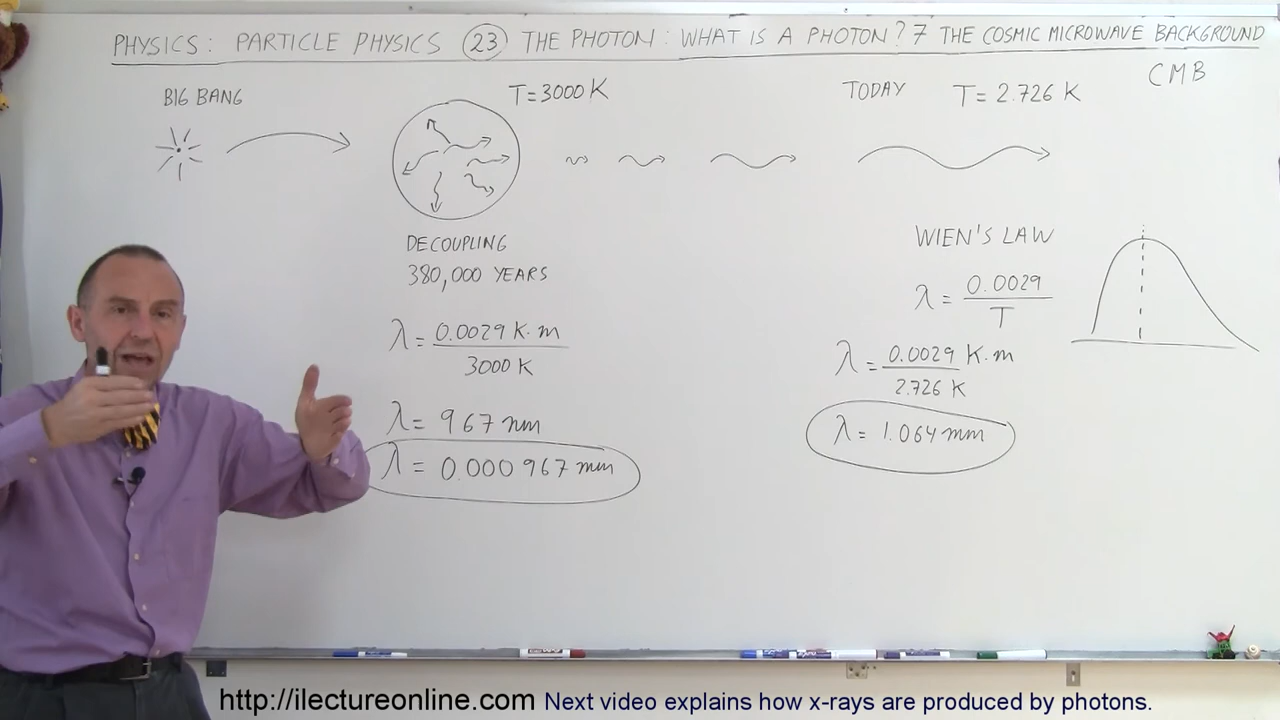 PHYSICS: PARTICLE PHYSICS 23 THE PHOTON: WHAT IS A PHOTON? 7 THE COSMIC MICROWAVE BACKGROUND
CMB
BIG BANG
T=3000 K
TODAY T=2.726 K
DECOUPLING
380,000 YEARS
λ= 0.0029 K·m
3000 K
λ= 967 nm
λ= 0.000967 mm
WIEN'S LAW
λ= 0.0029
T
λ= 0.0029 K·m
2.726 K
λ= 1.064 mm
http://ilectureonline.com Next video explains how x-rays are produced by photons.